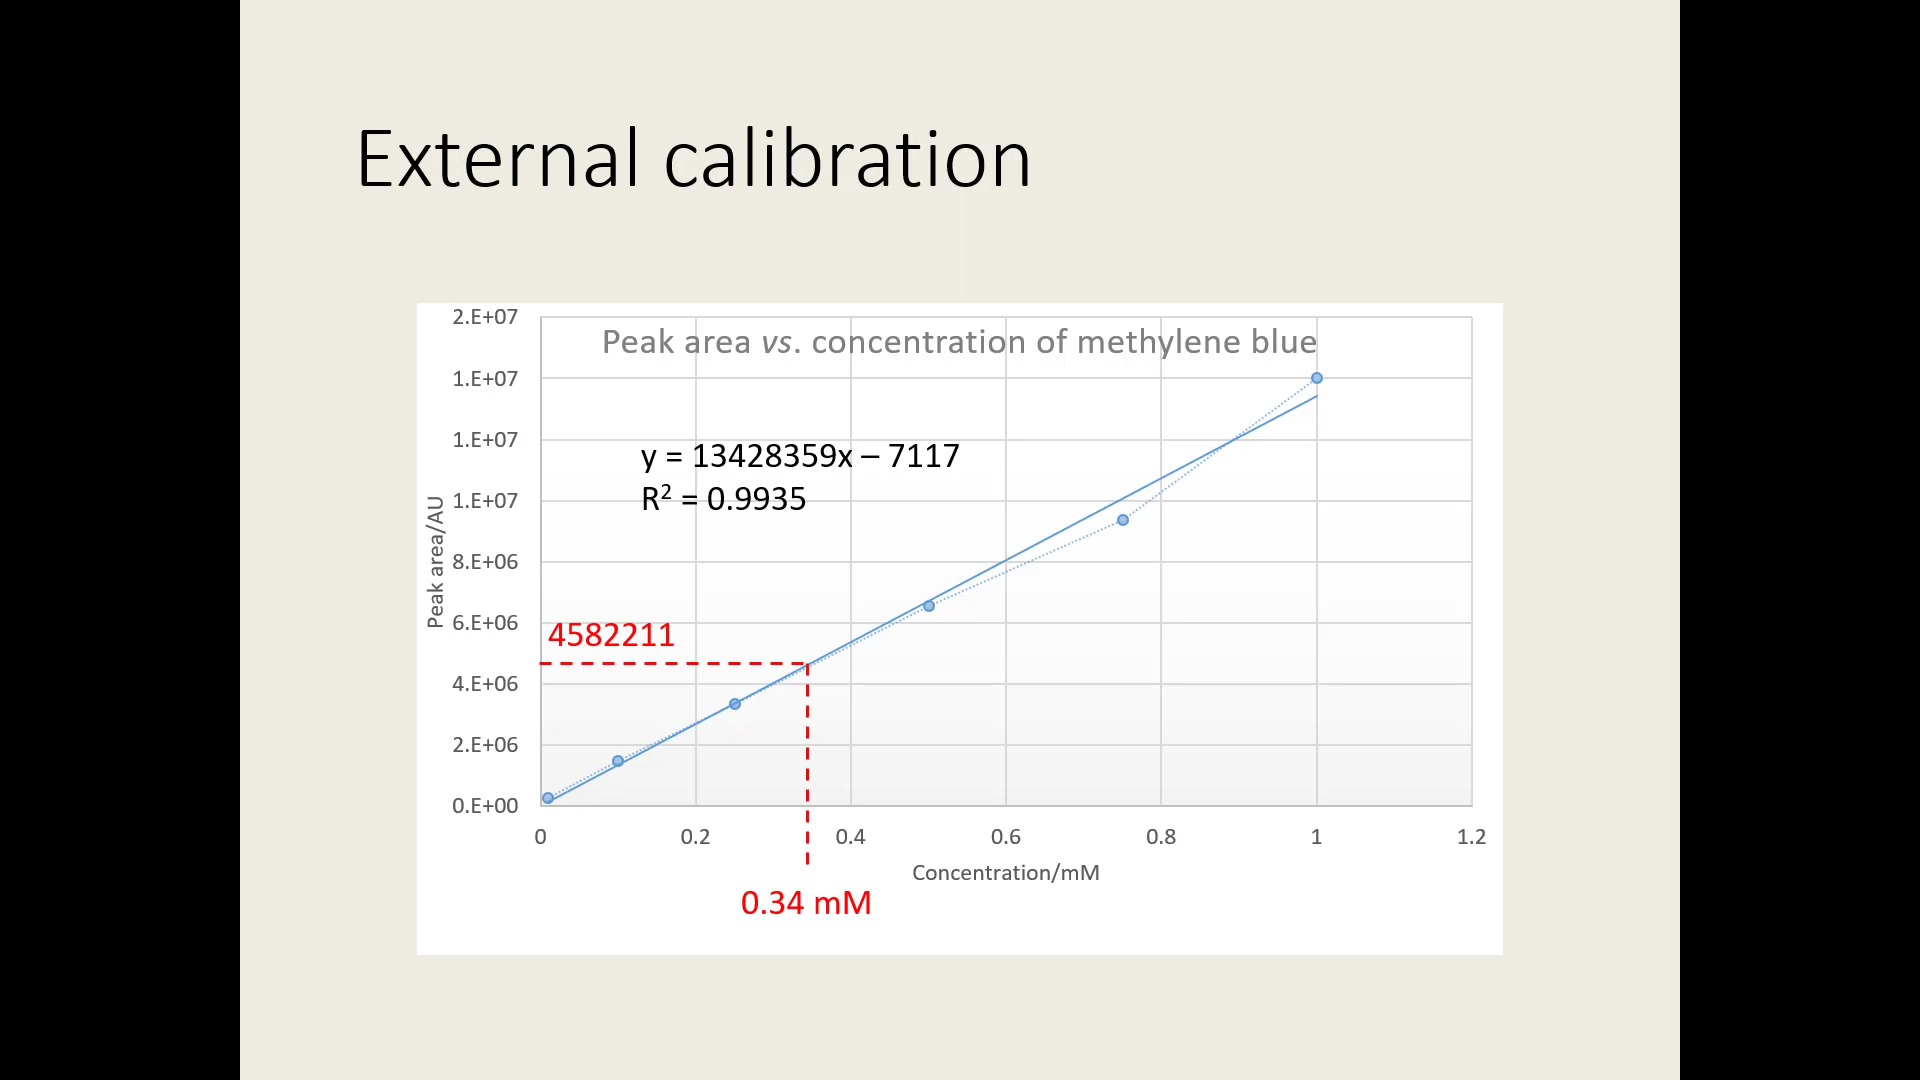 External calibration
Peak area vs. concentration of methylene blue
2.E+07
1.E+07
1.E+07
1.E+07
8.E+06
6.E+06
4.E+06
2.E+06
0.E+00
Peak area/AU
y = 13428359x – 7117
R² = 0.9935
4582211
0 0.2 0.4 0.6 0.8 1 1.2
Concentration/mM
0.34 mM